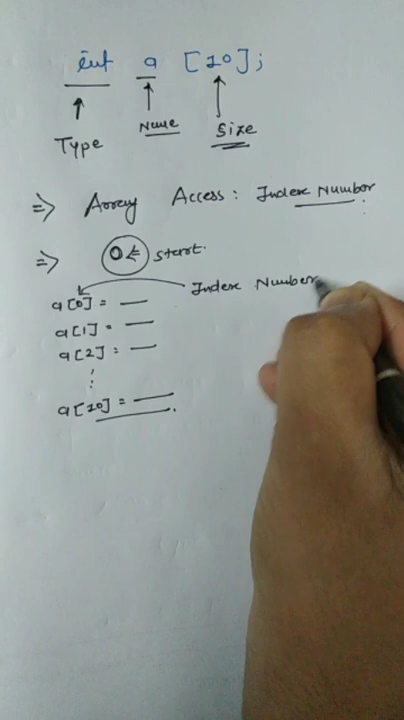 int a [10];
Type Name Size
=> Array Access: Index Number
=> 0 <= start.
a[0] = — Index Number
a[1] = —
a[2] = —
a[10] = —.